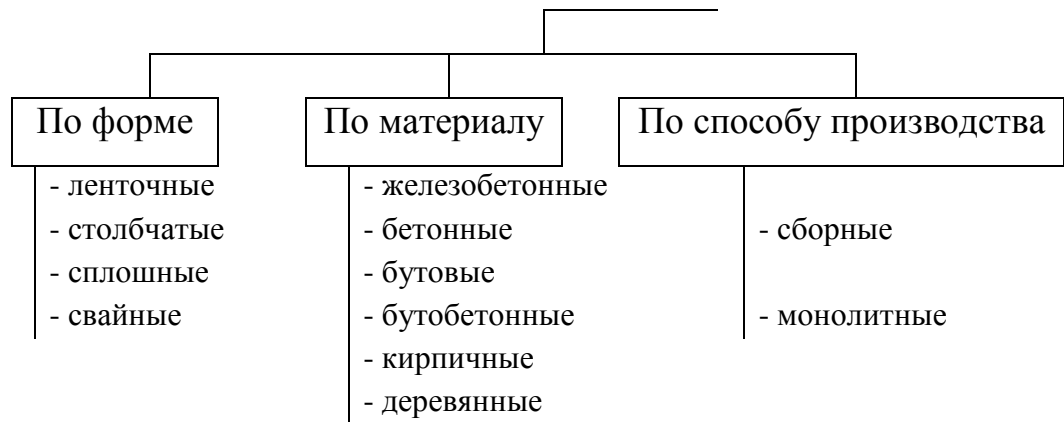 По форме
- ленточные
- столбчатые
- сплошные
- свайные
По материалу
- железобетонные
- бетонные
- бутовые
- бутобетонные
- кирпичные
- деревянные
По способу производства
- сборные
- монолитные